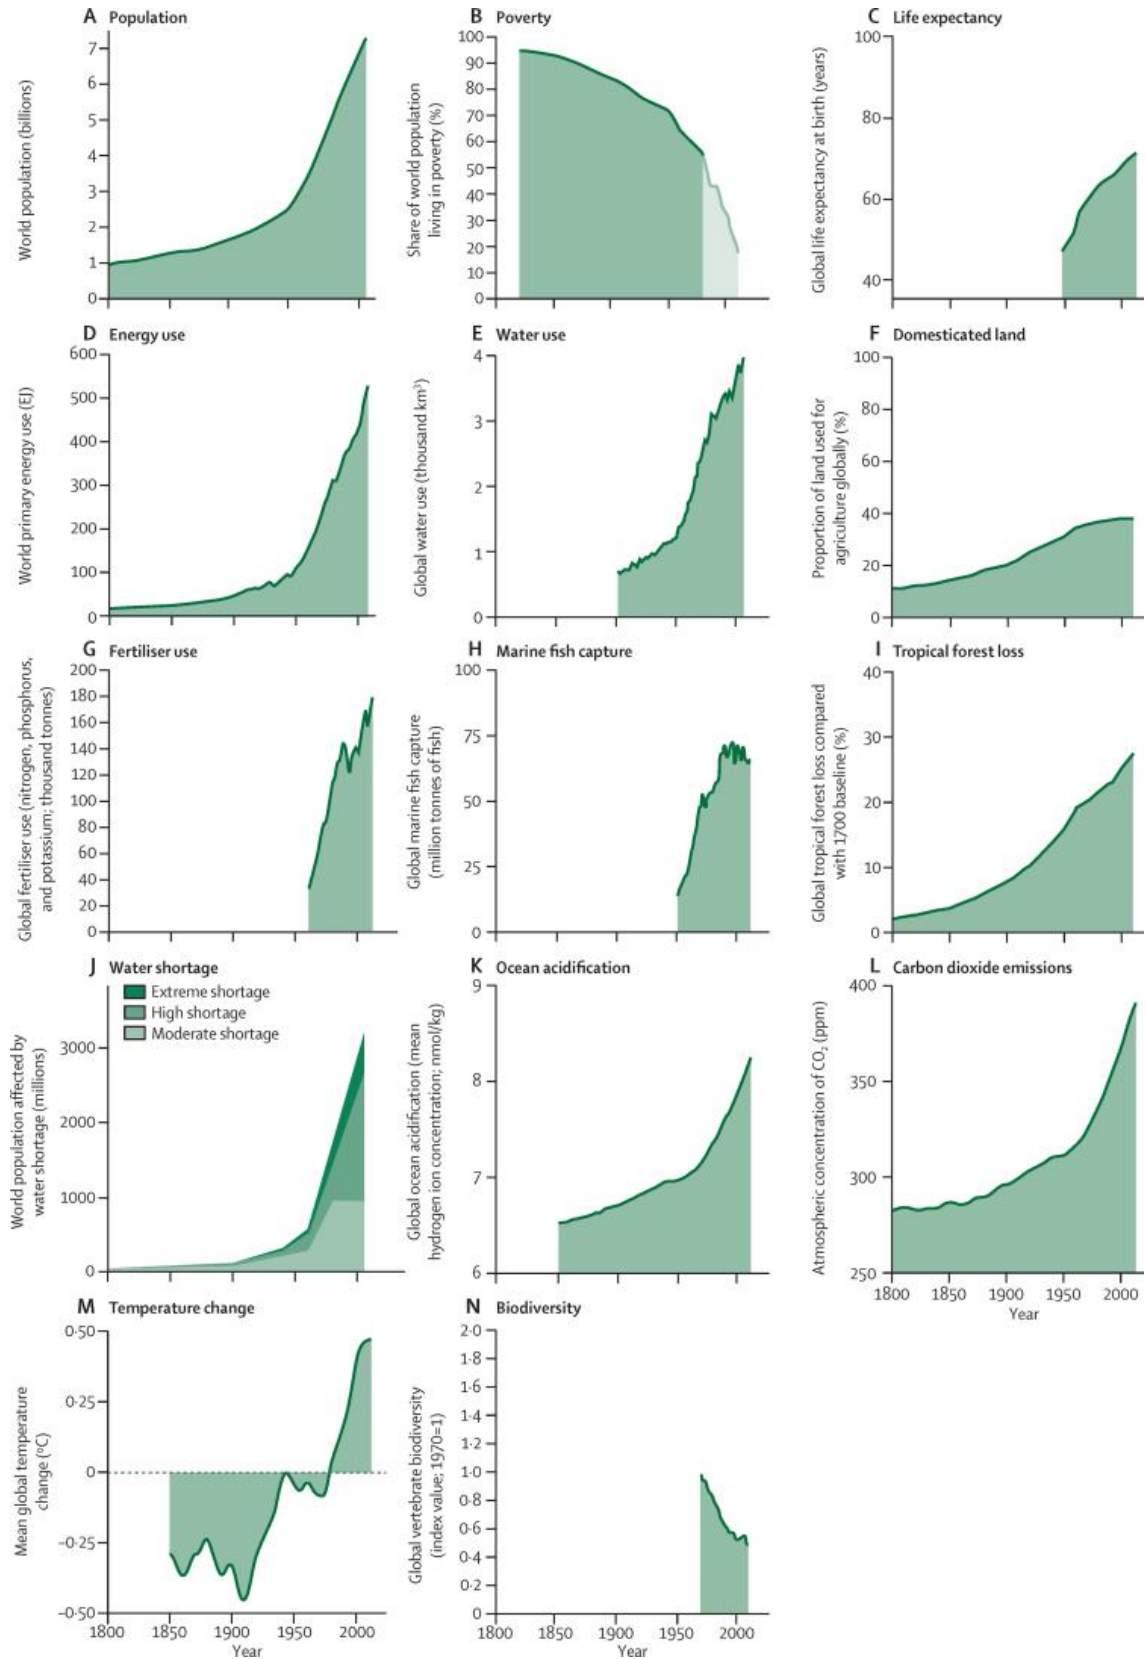 A Population
World population (billions)
7
6
5
4
3
2
1
0
B Poverty
Share of world population
living in poverty (%)
100
90
80
70
60
50
40
30
20
10
0
C Life expectancy
Global life expectancy at birth (years)
100
80
60
40
D Energy use
World primary energy use (EJ)
600
500
400
300
200
100
0
E Water use
Global water use (thousand km³)
4
3
2
1
0
F Domesticated land
Proportion of land used for
agriculture globally (%)
100
80
60
40
20
0
G Fertiliser use
Global fertiliser use (nitrogen, phosphorus,
and potassium; thousand tonnes)
200
180
160
140
120
100
80
60
40
20
0
H Marine fish capture
Global marine fish capture
(million tonnes of fish)
100
75
50
25
0
I Tropical forest loss
Global tropical forest loss compared
with 1700 baseline (%)
40
30
20
10
0
J Water shortage
Extreme shortage
High shortage
Moderate shortage
World population affected by
water shortage (millions)
3000
2000
1000
0
K Ocean acidification
Global ocean acidification (mean
hydrogen ion concentration; nmol/kg)
9
8
7
6
L Carbon dioxide emissions
Atmospheric concentration of CO₂ (ppm)
400
350
300
250
1800 1850 1900 1950 2000
Year
M Temperature change
Mean global temperature
change (°C)
0·50
0·25
0
–0·25
–0·50
1800 1850 1900 1950 2000
Year
N Biodiversity
Global vertebrate biodiversity
(index value; 1970=1)
2·0
1·8
1·6
1·4
1·2
1·0
0·8
0·6
0·4
0·2
0
1800 1850 1900 1950 2000
Year